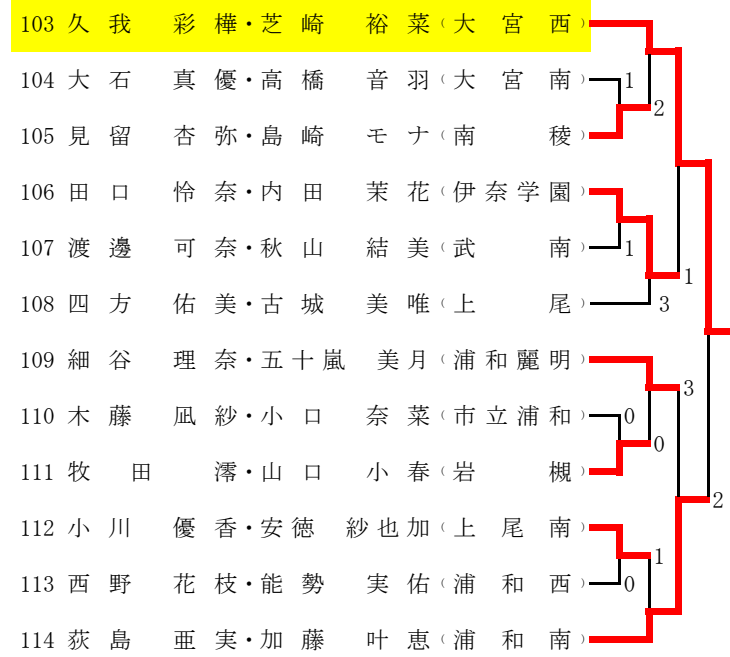 103 久我 彩樺・芝崎 裕菜（大宮西）
104 大石 真優・高橋 音羽（大宮南）
1
2
105 見留 杏弥・島崎 モナ（南稜）
106 田口 怜奈・内田 茉花（伊奈学園）
107 渡邊 可奈・秋山 結美（武南）
1
1
108 四方 佑美・古城 美唯（上尾）
3
109 細谷 理奈・五十嵐 美月（浦和麗明）
3
110 木藤 凪紗・小口 奈菜（市立浦和）
0
0
111 牧田 澪・山口 小春（岩槻）
2
112 小川 優香・安徳 紗也加（上尾南）
1
113 西野 花枝・能勢 実佑（浦和西）
0
114 荻島 亜実・加藤 叶恵（浦和南）